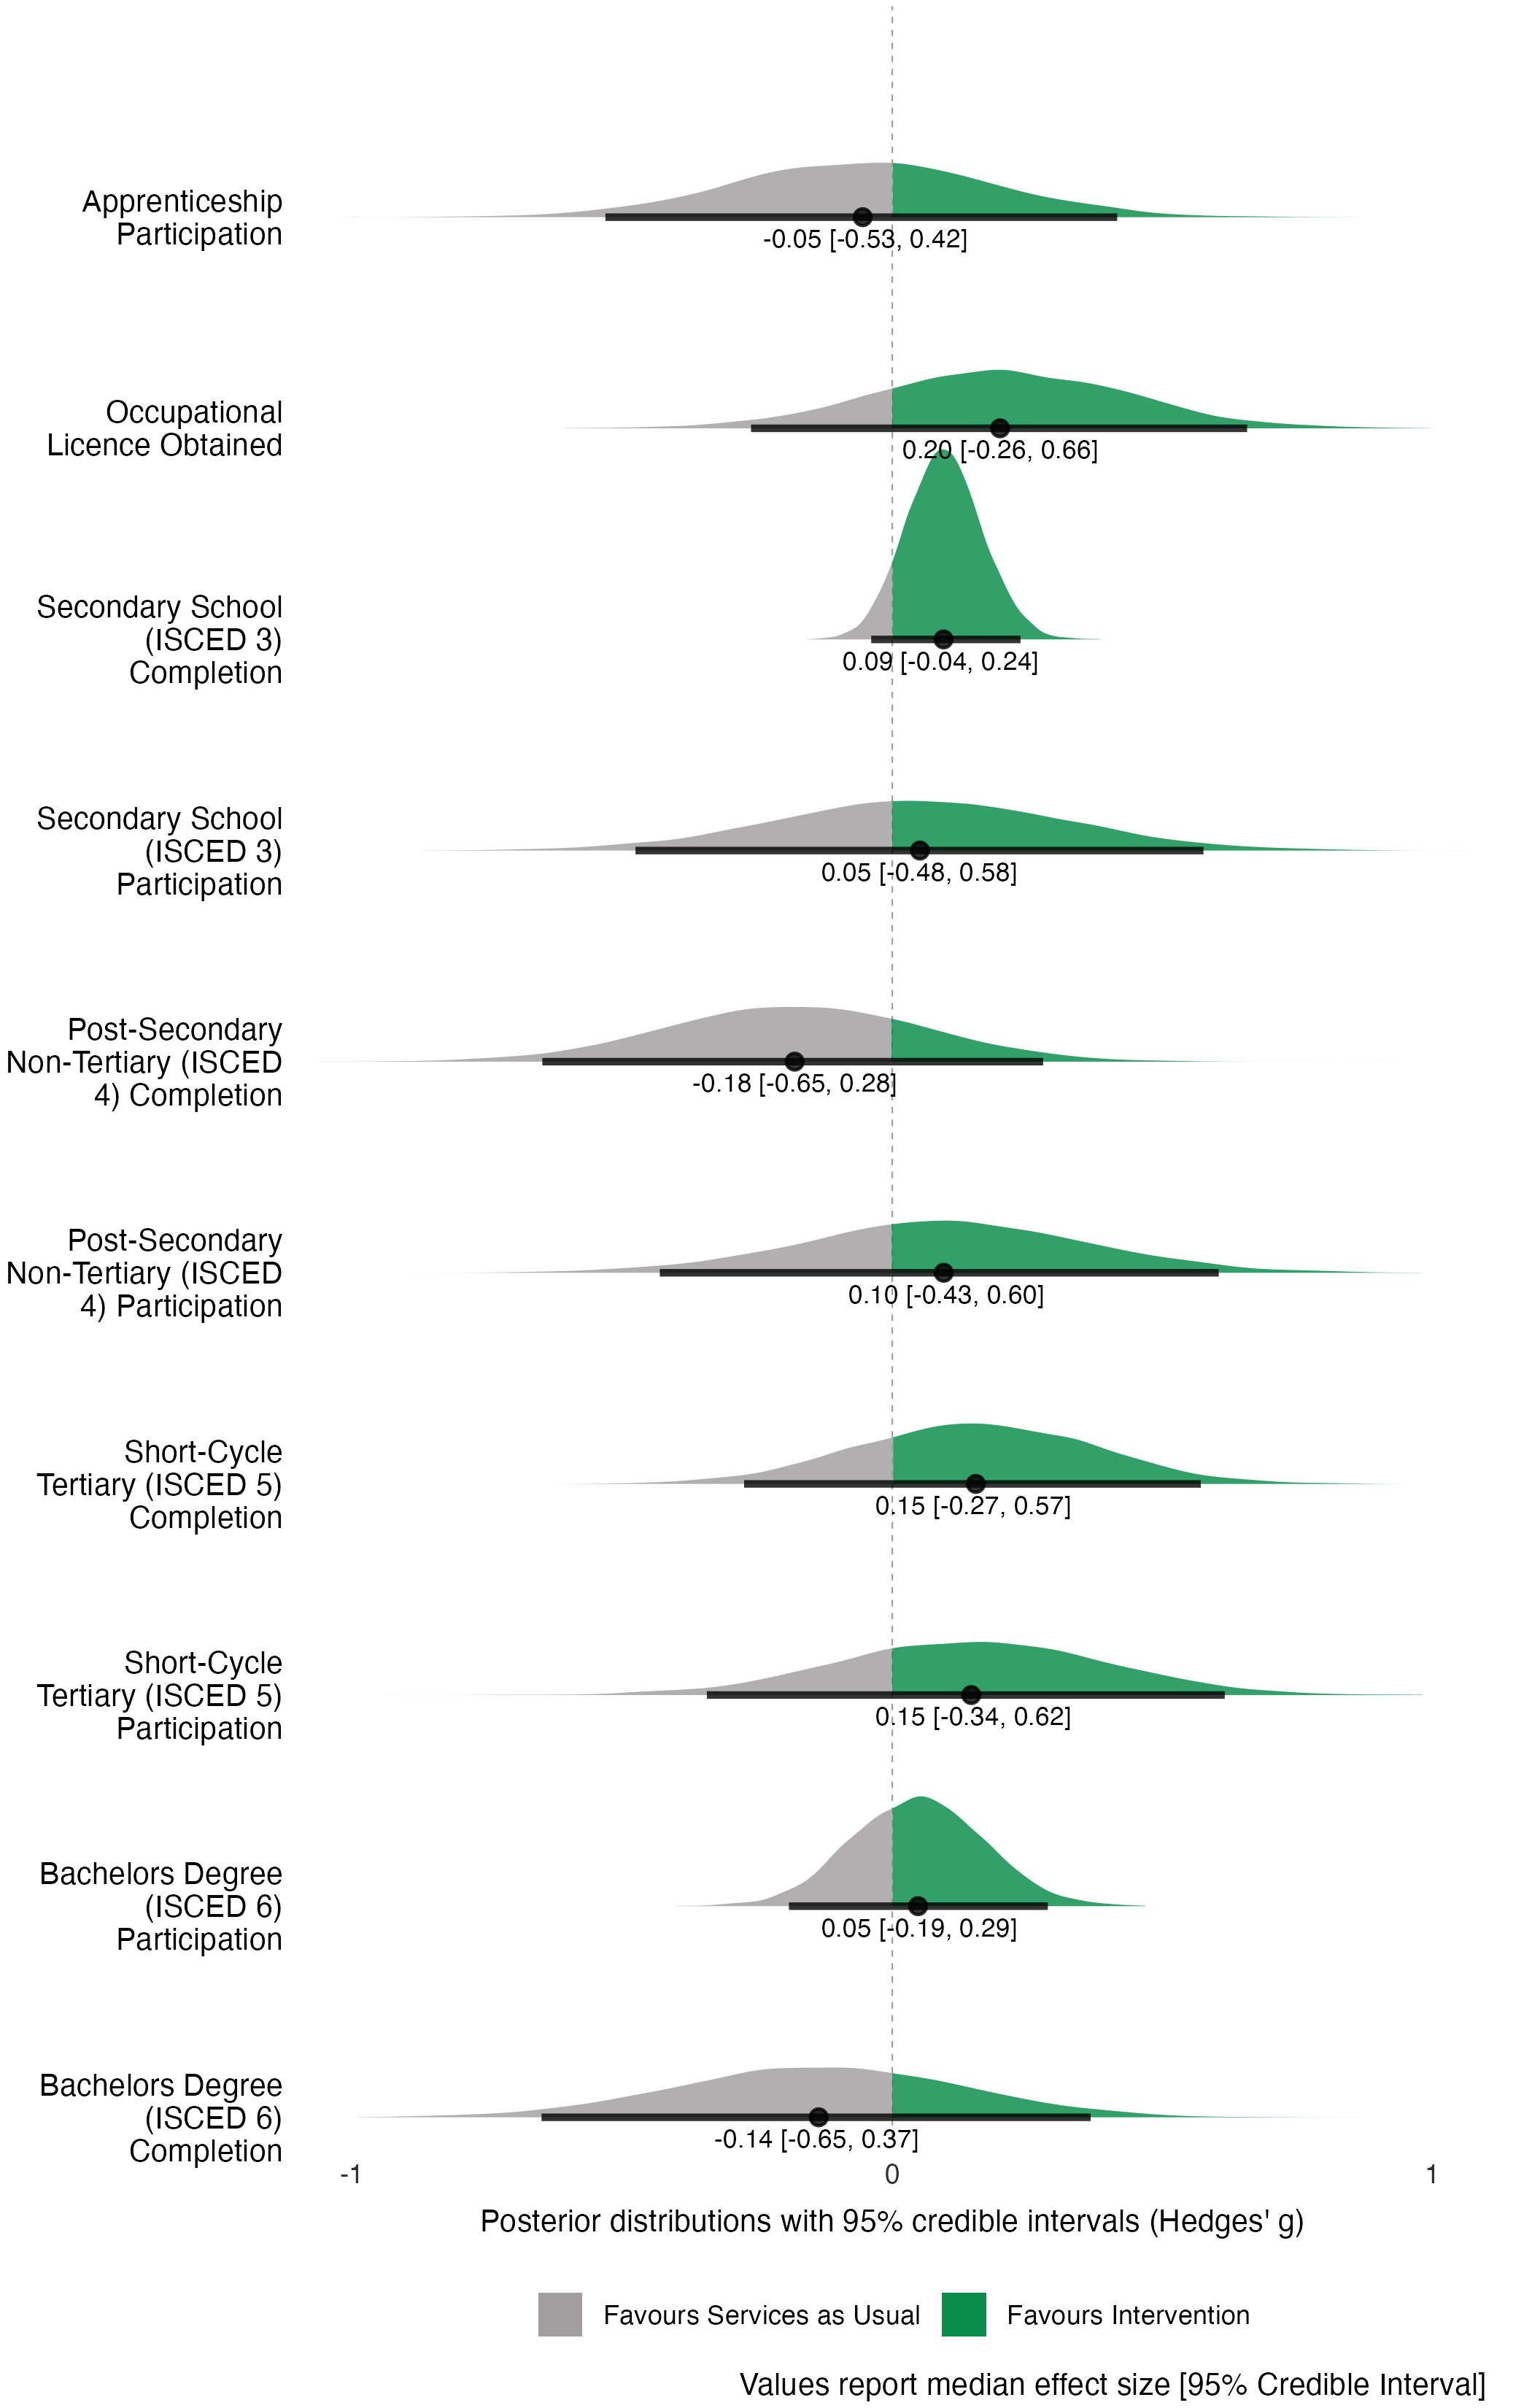 Apprenticeship
Participation
-0.05 [-0.53, 0.42]
Occupational
Licence Obtained
0.20 [-0.26, 0.66]
Secondary School
(ISCED 3)
Completion
0.09 [-0.04, 0.24]
Secondary School
(ISCED 3)
Participation
0.05 [-0.48, 0.58]
Post-Secondary
Non-Tertiary (ISCED
4) Completion
-0.18 [-0.65, 0.28]
Post-Secondary
Non-Tertiary (ISCED
4) Participation
0.10 [-0.43, 0.60]
Short-Cycle
Tertiary (ISCED 5)
Completion
0.15 [-0.27, 0.57]
Short-Cycle
Tertiary (ISCED 5)
Participation
0.15 [-0.34, 0.62]
Bachelors Degree
(ISCED 6)
Participation
0.05 [-0.19, 0.29]
Bachelors Degree
(ISCED 6)
Completion
-0.14 [-0.65, 0.37]
-1 0 1
Posterior distributions with 95% credible intervals (Hedges' g)
Favours Services as Usual Favours Intervention
Values report median effect size [95% Credible Interval]